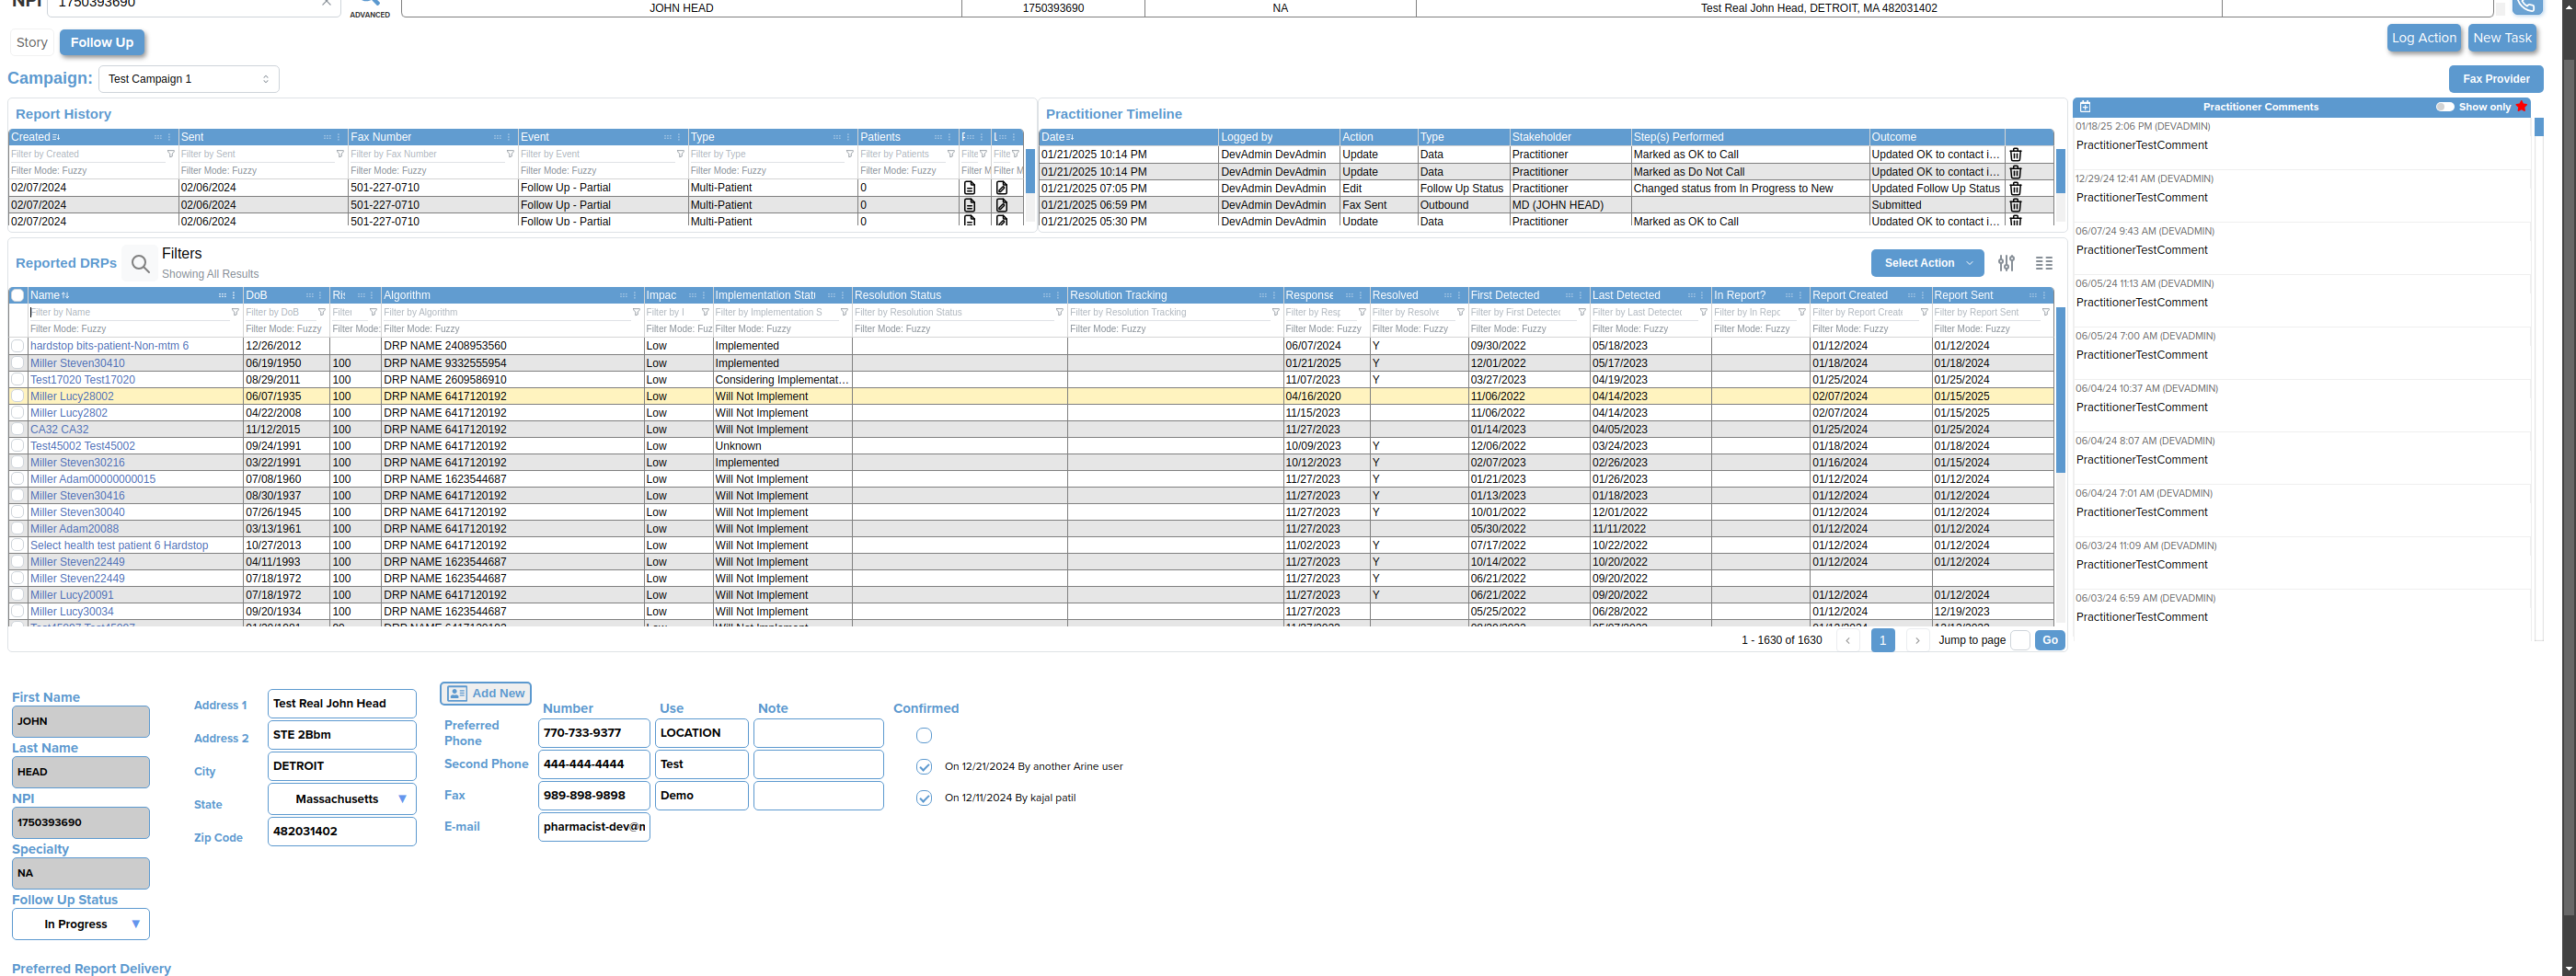 NPI 1750393690 ADVANCED JOHN HEAD 1750393690 NA Test Real John Head, DETROIT, MA 482031402
Story Follow Up Log Action New Task
Campaign: Test Campaign 1 Fax Provider
Report History
Created Sent Fax Number Event Type Patients
Filter by Created Filter by Sent Filter by Fax Number Filter by Event Filter by Type Filter by Patients Filte Filte
Filter Mode: Fuzzy Filter Mode: Fuzzy Filter Mode: Fuzzy Filter Mode: Fuzzy Filter Mode: Fuzzy Filter Mode: Fuzzy Filter M Filter M
02/07/2024 02/06/2024 501-227-0710 Follow Up - Partial Multi-Patient 0
02/07/2024 02/06/2024 501-227-0710 Follow Up - Partial Multi-Patient 0
02/07/2024 02/06/2024 501-227-0710 Follow Up - Partial Multi-Patient 0
Practitioner Timeline
Date Logged by Action Type Stakeholder Step(s) Performed Outcome
01/21/2025 10:14 PM DevAdmin DevAdmin Update Data Practitioner Marked as OK to Call Updated OK to contact i...
01/21/2025 10:14 PM DevAdmin DevAdmin Update Data Practitioner Marked as Do Not Call Updated OK to contact i...
01/21/2025 07:05 PM DevAdmin DevAdmin Edit Follow Up Status Practitioner Changed status from In Progress to New Updated Follow Up Status
01/21/2025 06:59 PM DevAdmin DevAdmin Fax Sent Outbound MD (JOHN HEAD) Submitted
01/21/2025 05:30 PM DevAdmin DevAdmin Update Data Practitioner Marked as OK to Call Updated OK to contact i...
Practitioner Comments Show only
01/18/25 2:06 PM (DEVADMIN)
PractitionerTestComment
12/29/24 12:41 AM (DEVADMIN)
PractitionerTestComment
06/07/24 9:43 AM (DEVADMIN)
PractitionerTestComment
06/05/24 11:13 AM (DEVADMIN)
PractitionerTestComment
06/05/24 7:00 AM (DEVADMIN)
PractitionerTestComment
06/04/24 10:37 AM (DEVADMIN)
PractitionerTestComment
06/04/24 8:07 AM (DEVADMIN)
PractitionerTestComment
06/04/24 7:01 AM (DEVADMIN)
PractitionerTestComment
06/03/24 11:09 AM (DEVADMIN)
PractitionerTestComment
06/03/24 6:59 AM (DEVADMIN)
PractitionerTestComment
Reported DRPs Filters
Showing All Results
Select Action
Name DoB Ris Algorithm Impac Implementation Stat Resolution Status Resolution Tracking Response Resolved First Detected Last Detected In Report? Report Created Report Sent
Filter by Name Filter by DoB Filter Filter by Algorithm Filter by I Filter by Implementation S Filter by Resolution Status Filter by Resolution Tracking Filter by Resp Filter by Resolve Filter by First Detected Filter by Last Detected Filter by In Repo Filter by Report Create Filter by Report Sent
Filter Mode: Fuzzy Filter Mode: Fuzzy Filter Mode: Filter Mode: Fuzzy Filter Mode: Fuz Filter Mode: Fuzzy Filter Mode: Fuzzy Filter Mode: Fuzzy Filter Mode: Fuzzy Filter Mode: Fuzzy Filter Mode: Fuzzy Filter Mode: Fuzzy Filter Mode: Fuzzy Filter Mode: Fuzzy Filter Mode: Fuzzy
hardstop bits-patient-Non-mtm 6 12/26/2012 DRP NAME 2408953560 Low Implemented 06/07/2024 Y 09/30/2022 05/18/2023 01/12/2024 01/12/2024
Miller Steven30410 06/19/1950 100 DRP NAME 9332555954 Low Implemented 01/21/2025 Y 12/01/2022 05/17/2023 01/18/2024 01/18/2024
Test17020 Test17020 08/29/2011 100 DRP NAME 2609586910 Low Considering Implementat... 11/07/2023 Y 03/27/2023 04/19/2023 01/25/2024 01/25/2024
Miller Lucy28002 06/07/1935 100 DRP NAME 6417120192 Low Will Not Implement 04/16/2020 11/06/2022 04/14/2023 02/07/2024 01/15/2025
Miller Lucy2802 04/22/2008 100 DRP NAME 6417120192 Low Will Not Implement 11/15/2023 11/06/2022 04/14/2023 02/07/2024 01/15/2025
CA32 CA32 11/12/2015 100 DRP NAME 6417120192 Low Will Not Implement 11/27/2023 01/14/2023 04/05/2023 01/25/2024 01/25/2024
Test45002 Test45002 09/24/1991 100 DRP NAME 6417120192 Low Unknown 10/09/2023 Y 12/06/2022 03/24/2023 01/18/2024 01/18/2024
Miller Steven30216 03/22/1991 100 DRP NAME 6417120192 Low Implemented 10/12/2023 Y 02/07/2023 02/26/2023 01/16/2024 01/15/2024
Miller Adam00000000015 07/08/1960 100 DRP NAME 1623544687 Low Will Not Implement 11/27/2023 Y 01/21/2023 01/26/2023 01/12/2024 01/12/2024
Miller Steven30416 08/30/1937 100 DRP NAME 6417120192 Low Will Not Implement 11/27/2023 Y 01/13/2023 01/18/2023 01/12/2024 01/12/2024
Miller Steven30040 07/26/1945 100 DRP NAME 6417120192 Low Will Not Implement 11/27/2023 Y 10/01/2022 12/01/2022 01/12/2024 01/12/2024
Miller Adam20088 03/13/1961 100 DRP NAME 6417120192 Low Will Not Implement 11/27/2023 05/30/2022 11/11/2022 01/12/2024 01/12/2024
Select health test patient 6 Hardstop 10/27/2013 100 DRP NAME 6417120192 Low Will Not Implement 11/02/2023 Y 07/17/2022 10/22/2022 01/12/2024 01/12/2024
Miller Steven22449 04/11/1993 100 DRP NAME 1623544687 Low Will Not Implement 11/27/2023 Y 10/14/2022 10/20/2022 01/12/2024 01/12/2024
Miller Steven22449 07/18/1972 100 DRP NAME 1623544687 Low Will Not Implement 11/27/2023 Y 06/21/2022 09/20/2022
Miller Lucy20091 07/18/1972 100 DRP NAME 1623544687 Low Will Not Implement 11/27/2023 Y 06/21/2022 09/20/2022 01/12/2024 01/12/2024
Miller Lucy30034 09/20/1934 100 DRP NAME 1623544687 Low Will Not Implement 11/27/2023 05/25/2022 06/28/2022 01/12/2024 12/19/2023
1 - 1630 of 1630 1 Jump to page Go
First Name
JOHN
Last Name
HEAD
NPI
1750393690
Specialty
NA
Follow Up Status
In Progress
Preferred Report Delivery
Address 1 Test Real John Head
Address 2 STE 2Bbm
City DETROIT
State Massachusetts
Zip Code 482031402
Add New
Number Use Note Confirmed
Preferred Phone 770-733-9377 LOCATION
Second Phone 444-444-4444 Test On 12/21/2024 By another Arine user
Fax 989-898-9898 Demo On 12/11/2024 By kajal patil
E-mail pharmacist-dev@n